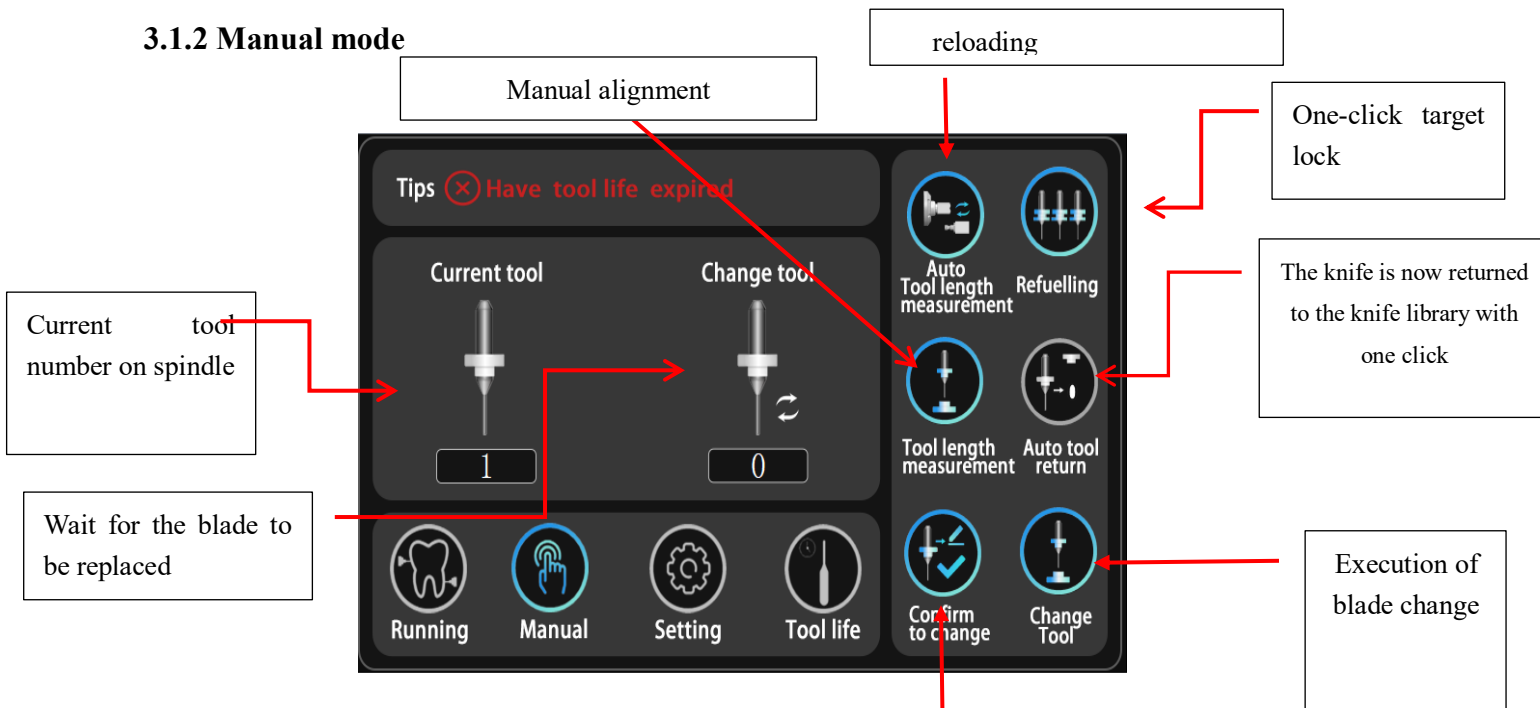 3.1.2 Manual mode
reloading
Manual alignment
One-click target
lock
Tips Have tool life expired
Current tool
Change tool
Auto
Tool length
measurement
Refuelling
The knife is now returned
to the knife library with
one click
Current tool
number on spindle
1
0
Tool length
measurement
Auto tool
return
Wait for the blade to
be replaced
Execution of
blade change
Running
Manual
Setting
Tool life
Confirm
to change
Change
Tool